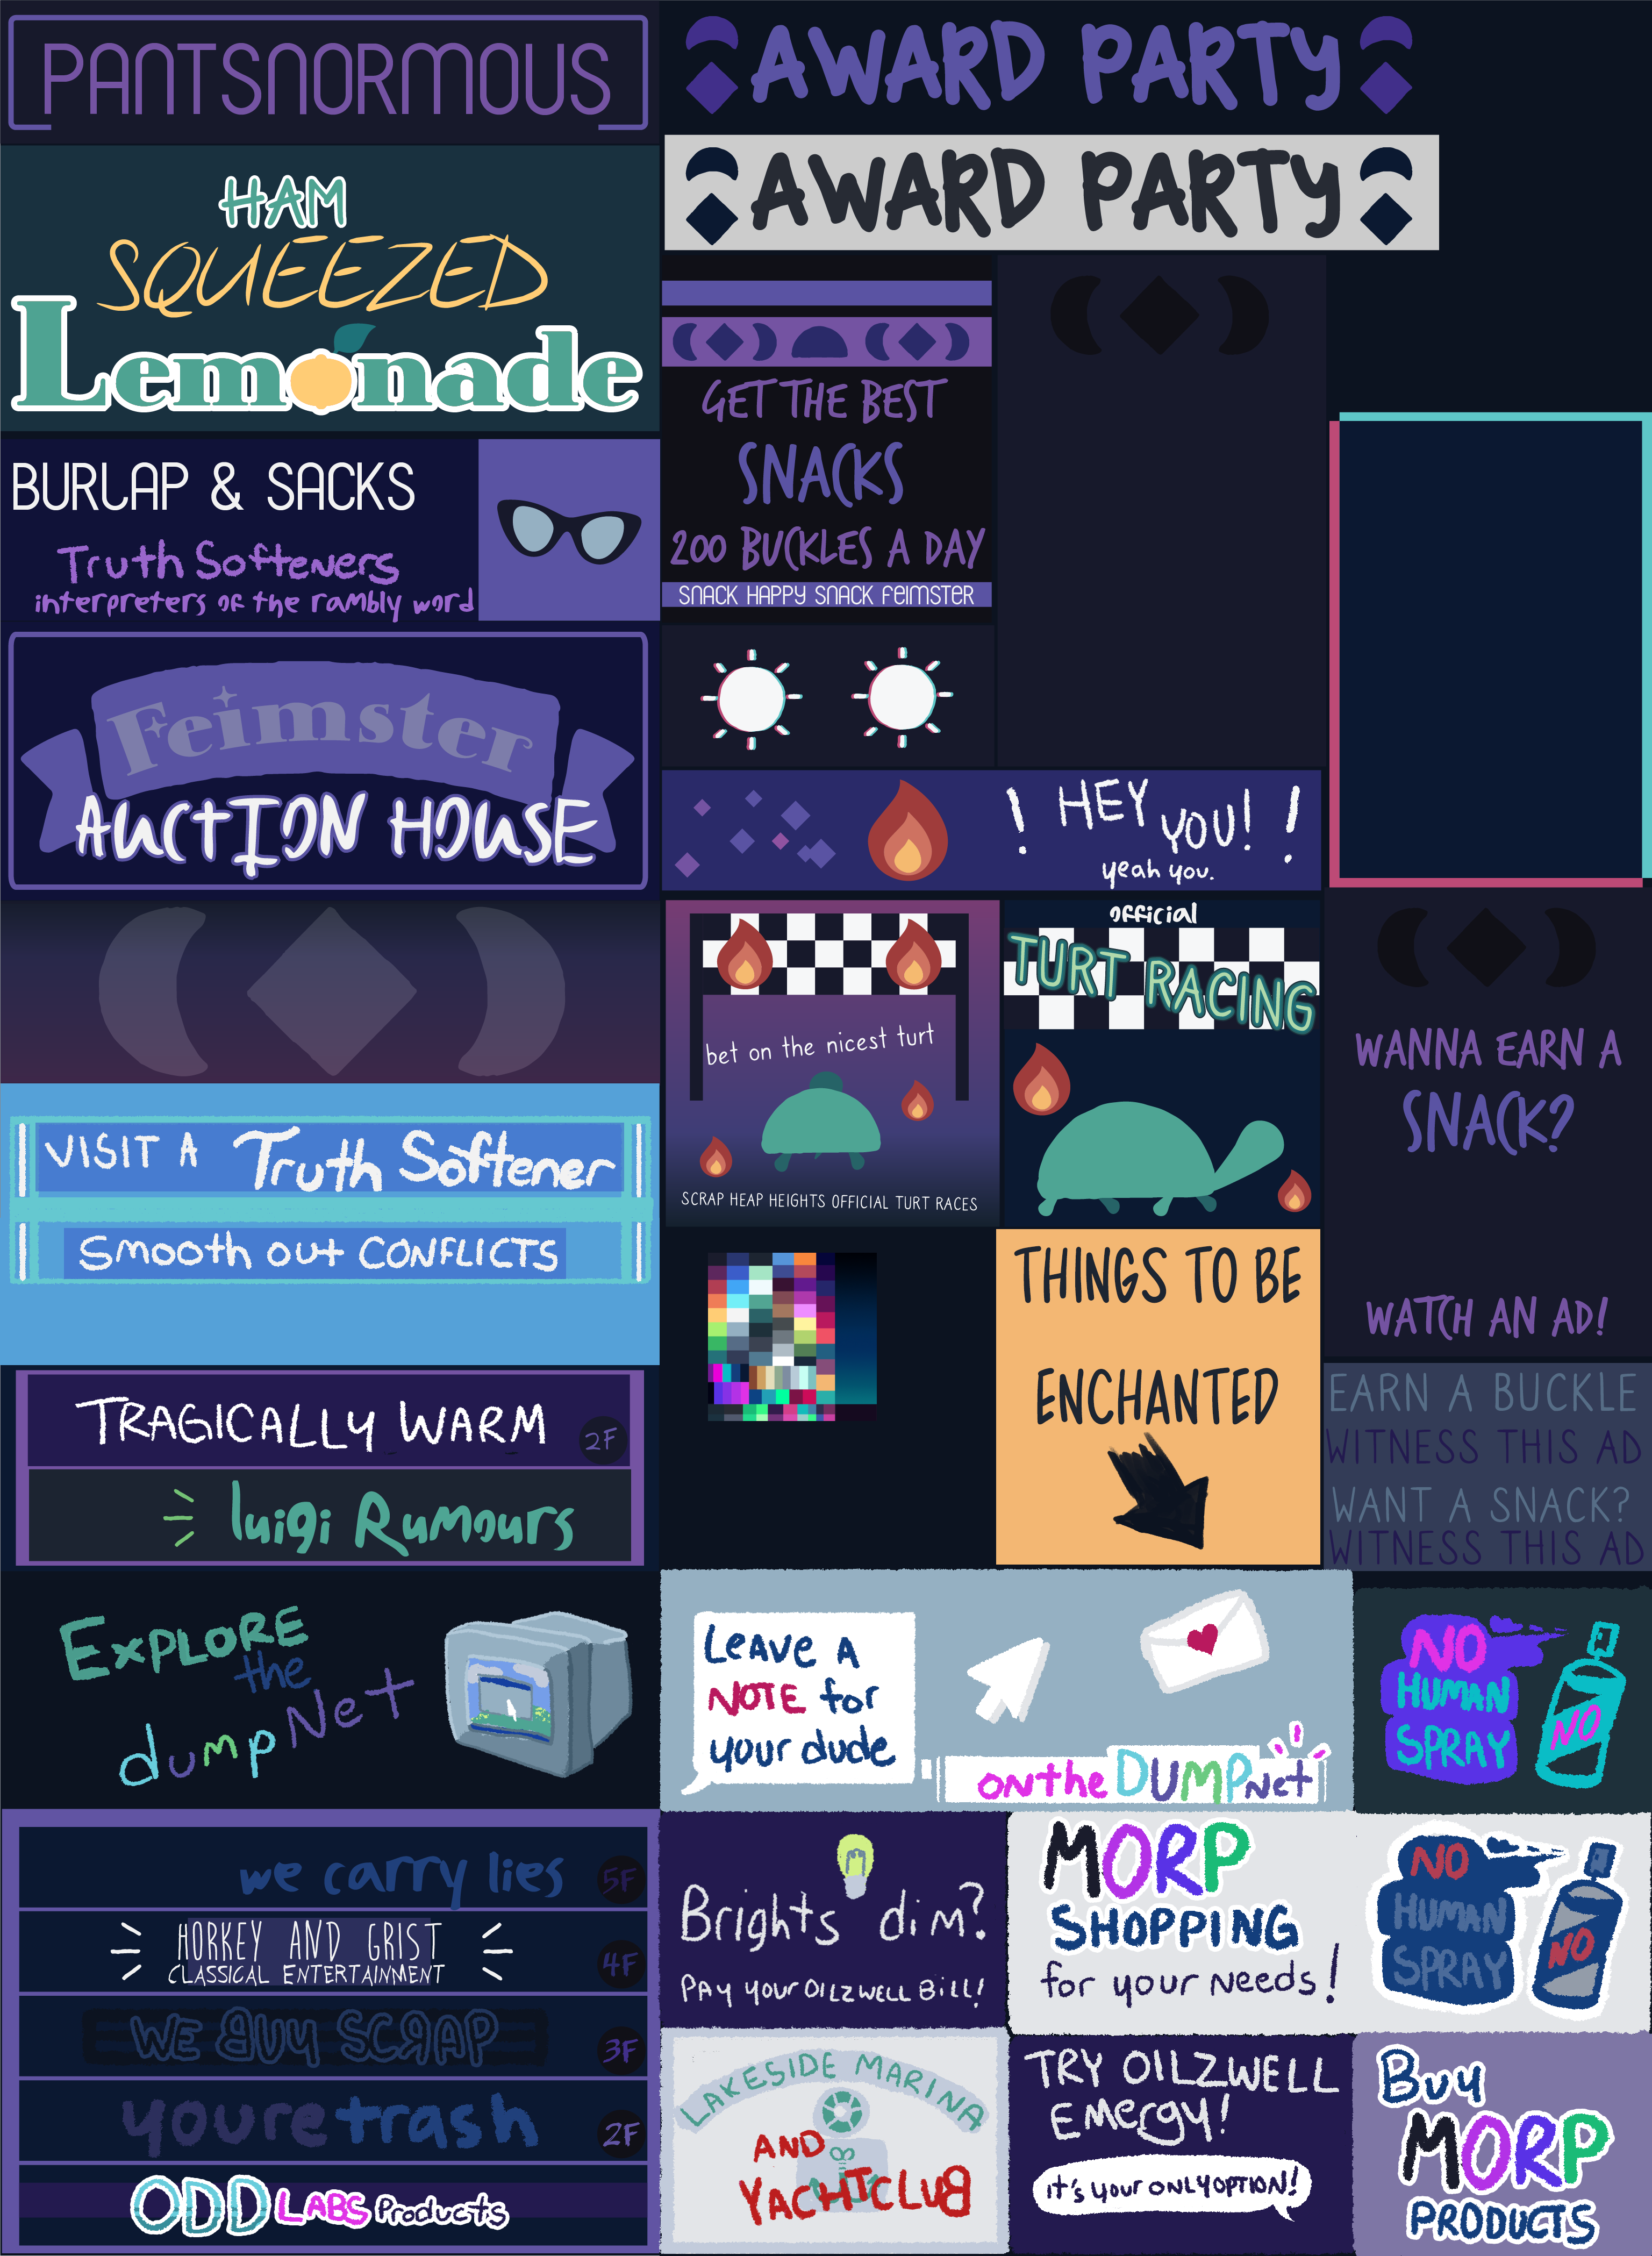 PANTSNORMOUS
AWARD PARTY
AWARD PARTY
HAM
SQUEEZED
Lemonade
GET THE BEST
SNACKS
200 BUCKLES A DAY
SNACK HAPPY SNACK FEIMSTER
BURLAP & SACKS
Truth Softeners
interpreters of the rambly word
Feimster
AUCTION HOUSE
! HEY YOU! !
yeah you.
bet on the nicest turt
SCRAP HEAP HEIGHTS OFFICIAL TURT RACES
official
TURT RACING
WANNA EARN A
SNACK?
WATCH AN AD!
VISIT A Truth Softener
Smooth out CONFLICTS
THINGS TO BE
ENCHANTED
EARN A BUCKLE
WITNESS THIS AD
WANT A SNACK?
WITNESS THIS AD
TRAGICALLY WARM 2F
luigi Rumours
EXPLORE
the
dumpNet
LEAVE A
NOTE for
your dude
ontheDUMPNet
NO
HUMAN
SPRAY
NO
we carry lies 5F
HORKEY AND GRIST
CLASSICAL ENTERTAINMENT
4F
WE BUY SCRAP 3F
youretrash 2F
ODD LABS Products
Brights dim?
PAY your OILZWELL BILL!
MORP
SHOPPING
for your needs!
NO
HUMAN
SPRAY
NO
LAKESIDE MARINA
AND
YACHTCLUB
TRY OILZWELL
EMergy!
it's your ONLY OPTION!
Buy
MORP
PRODUCTS